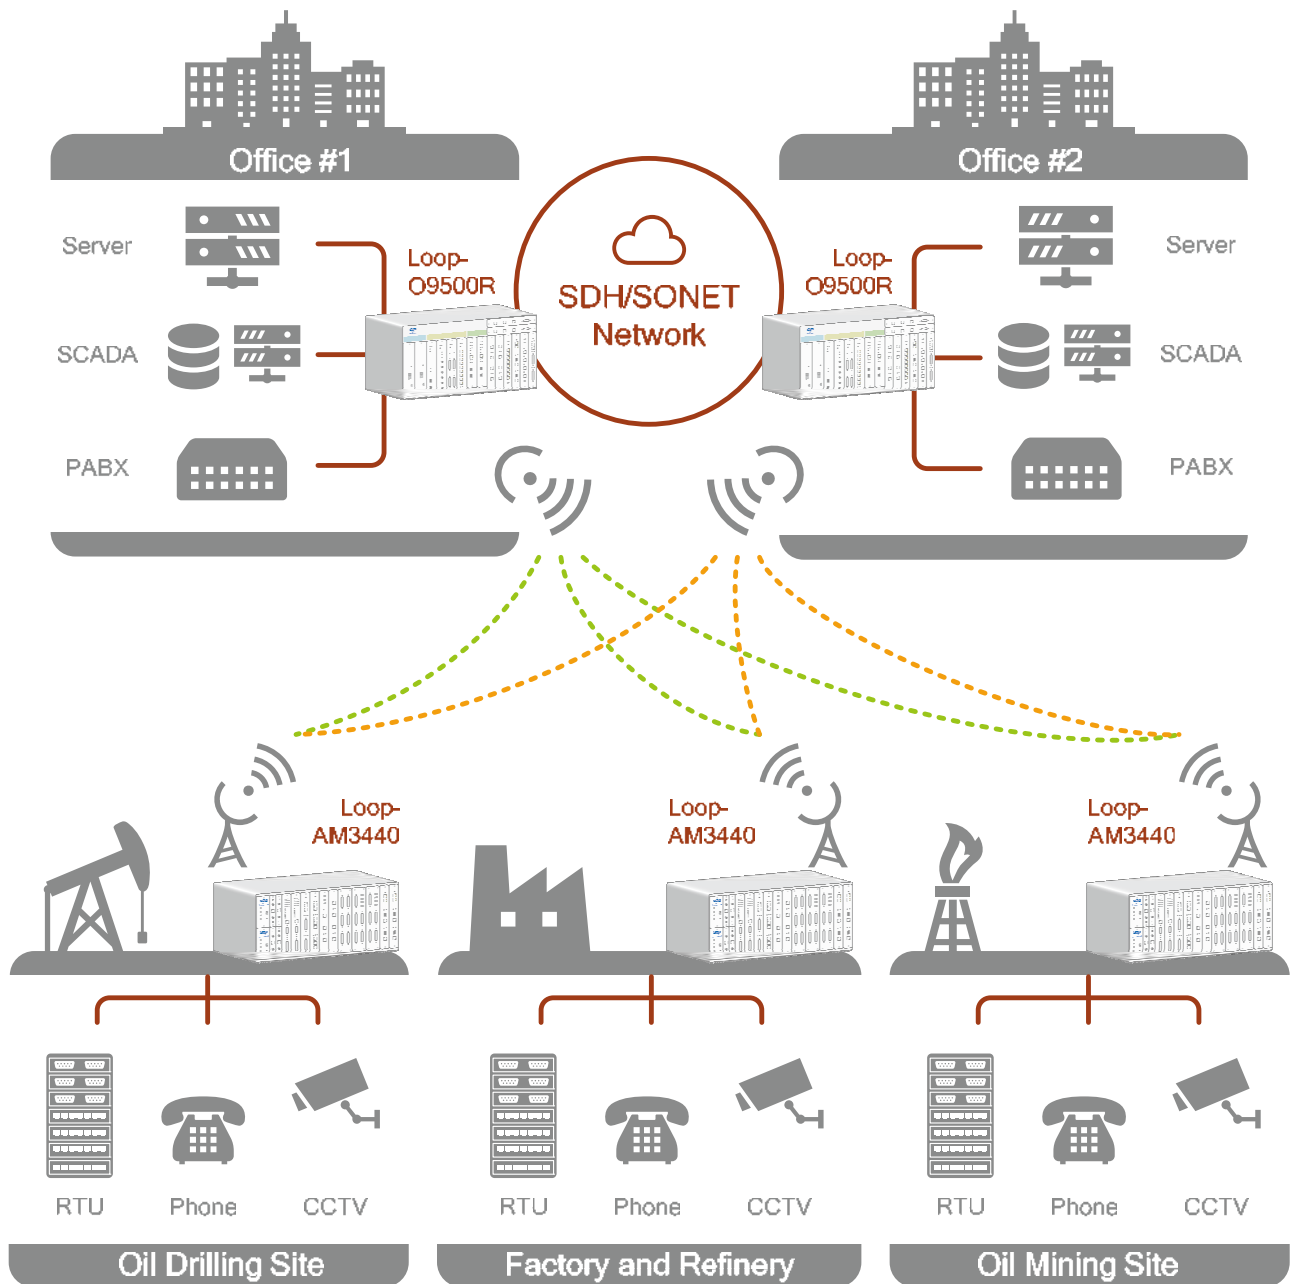 Office #1
Office #2
Server
SCADA
PABX
Loop-
O9500R
SDH/SONET
Network
Loop-
O9500R
Server
SCADA
PABX
Loop-
AM3440
Loop-
AM3440
Loop-
AM3440
RTU
Phone
CCTV
RTU
Phone
CCTV
RTU
Phone
CCTV
Oil Drilling Site
Factory and Refinery
Oil Mining Site